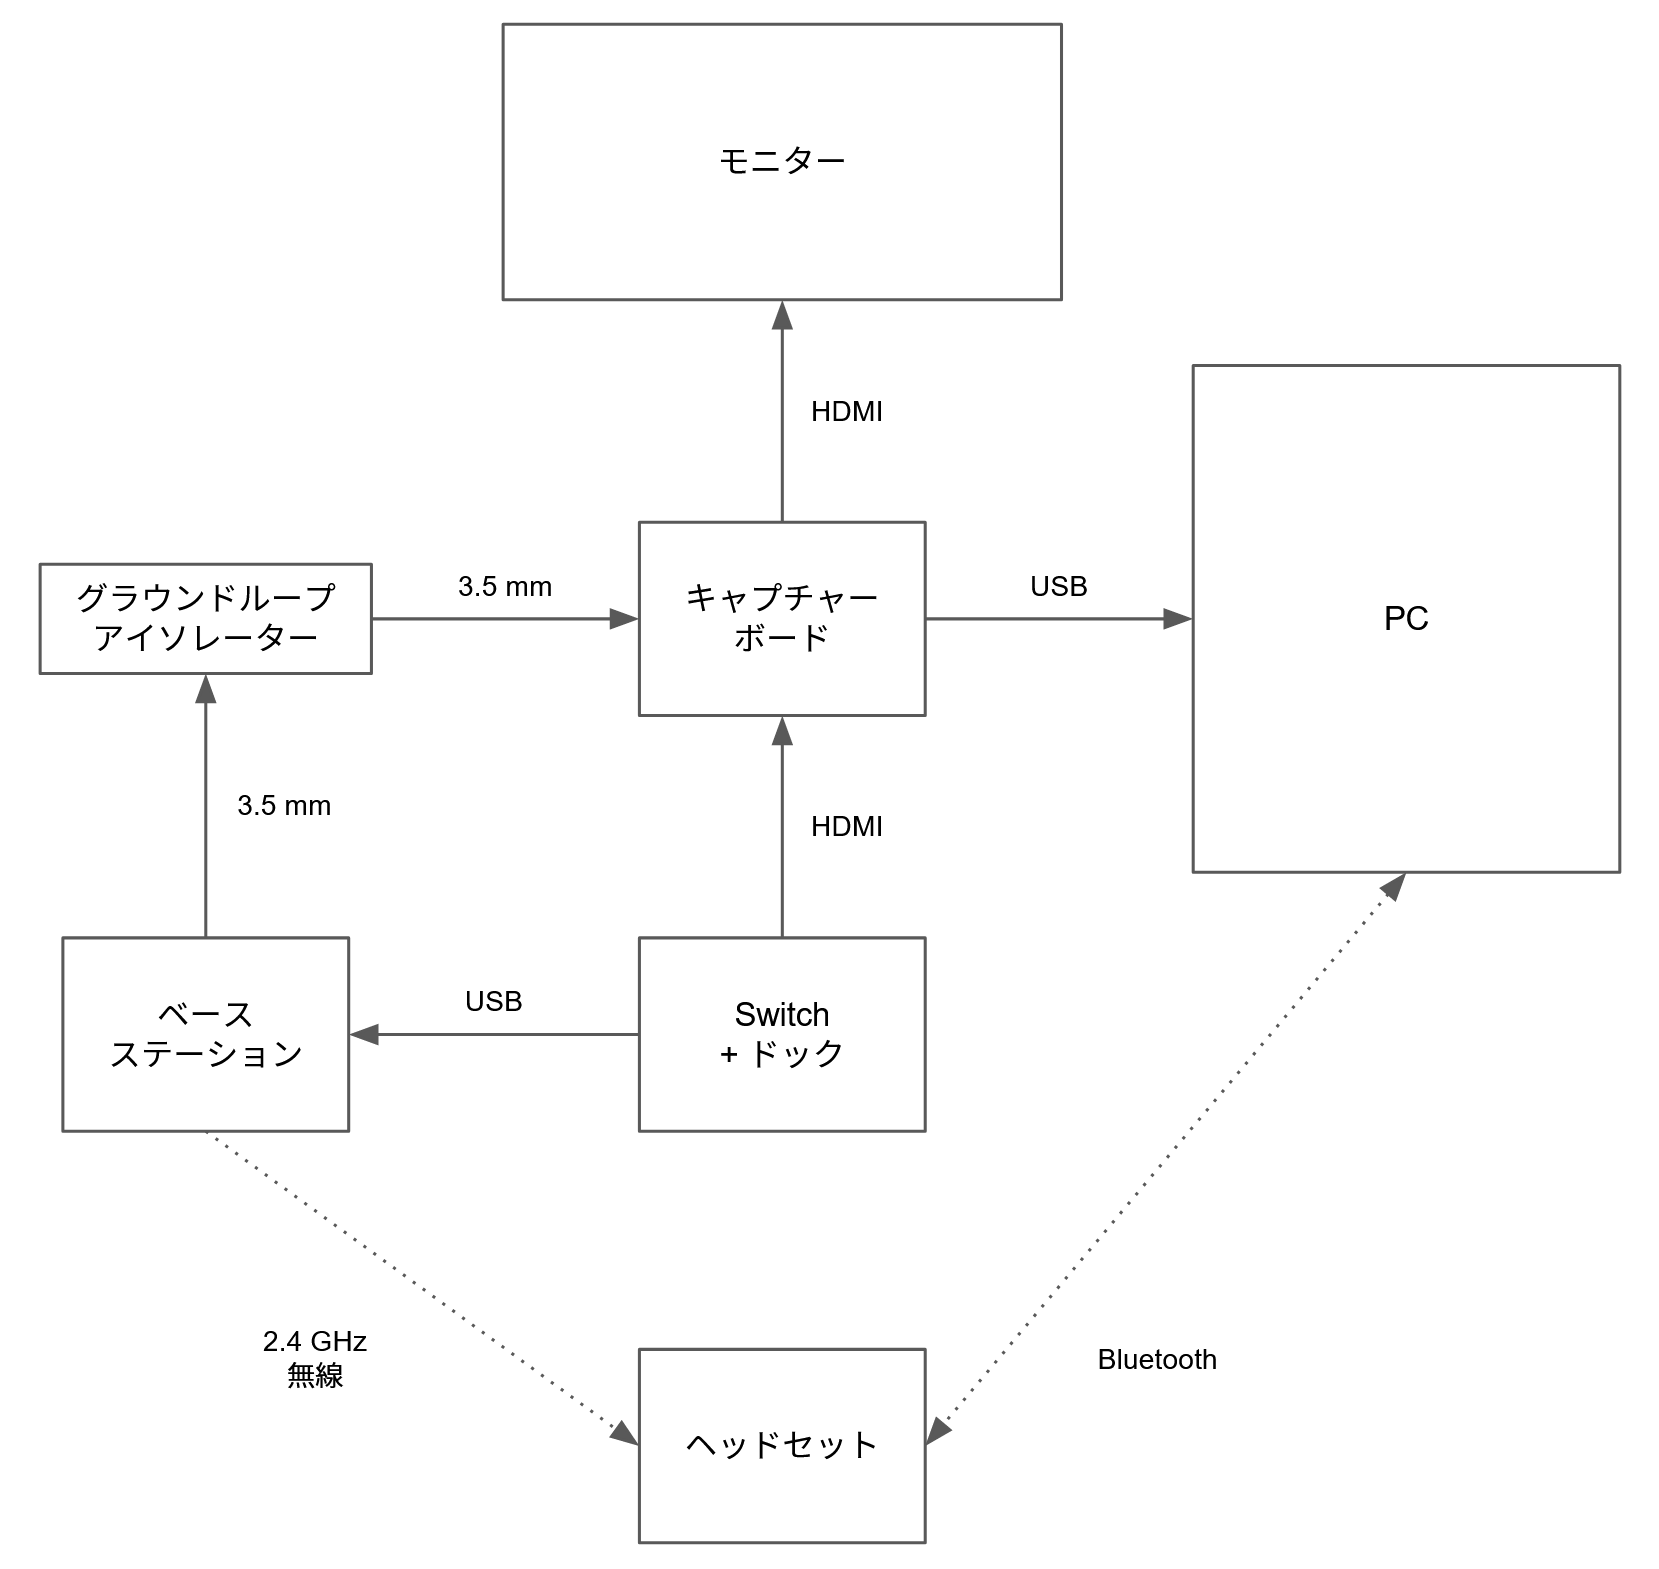 モニター
HDMI
グラウンドループ
アイソレーター
3.5 mm
キャプチャー
ボード
USB
PC
3.5 mm
HDMI
ベース
ステーション
USB
Switch
+ ドック
2.4 GHz
無線
Bluetooth
ヘッドセット